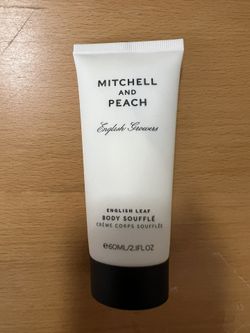 MITCHELL
AND
PEACH
English Growers
ENGLISH LEAF
BODY SOUFFLÉ
CRÈME CORPS SOUFFLÉE
℮60ML/2.1FL.OZ